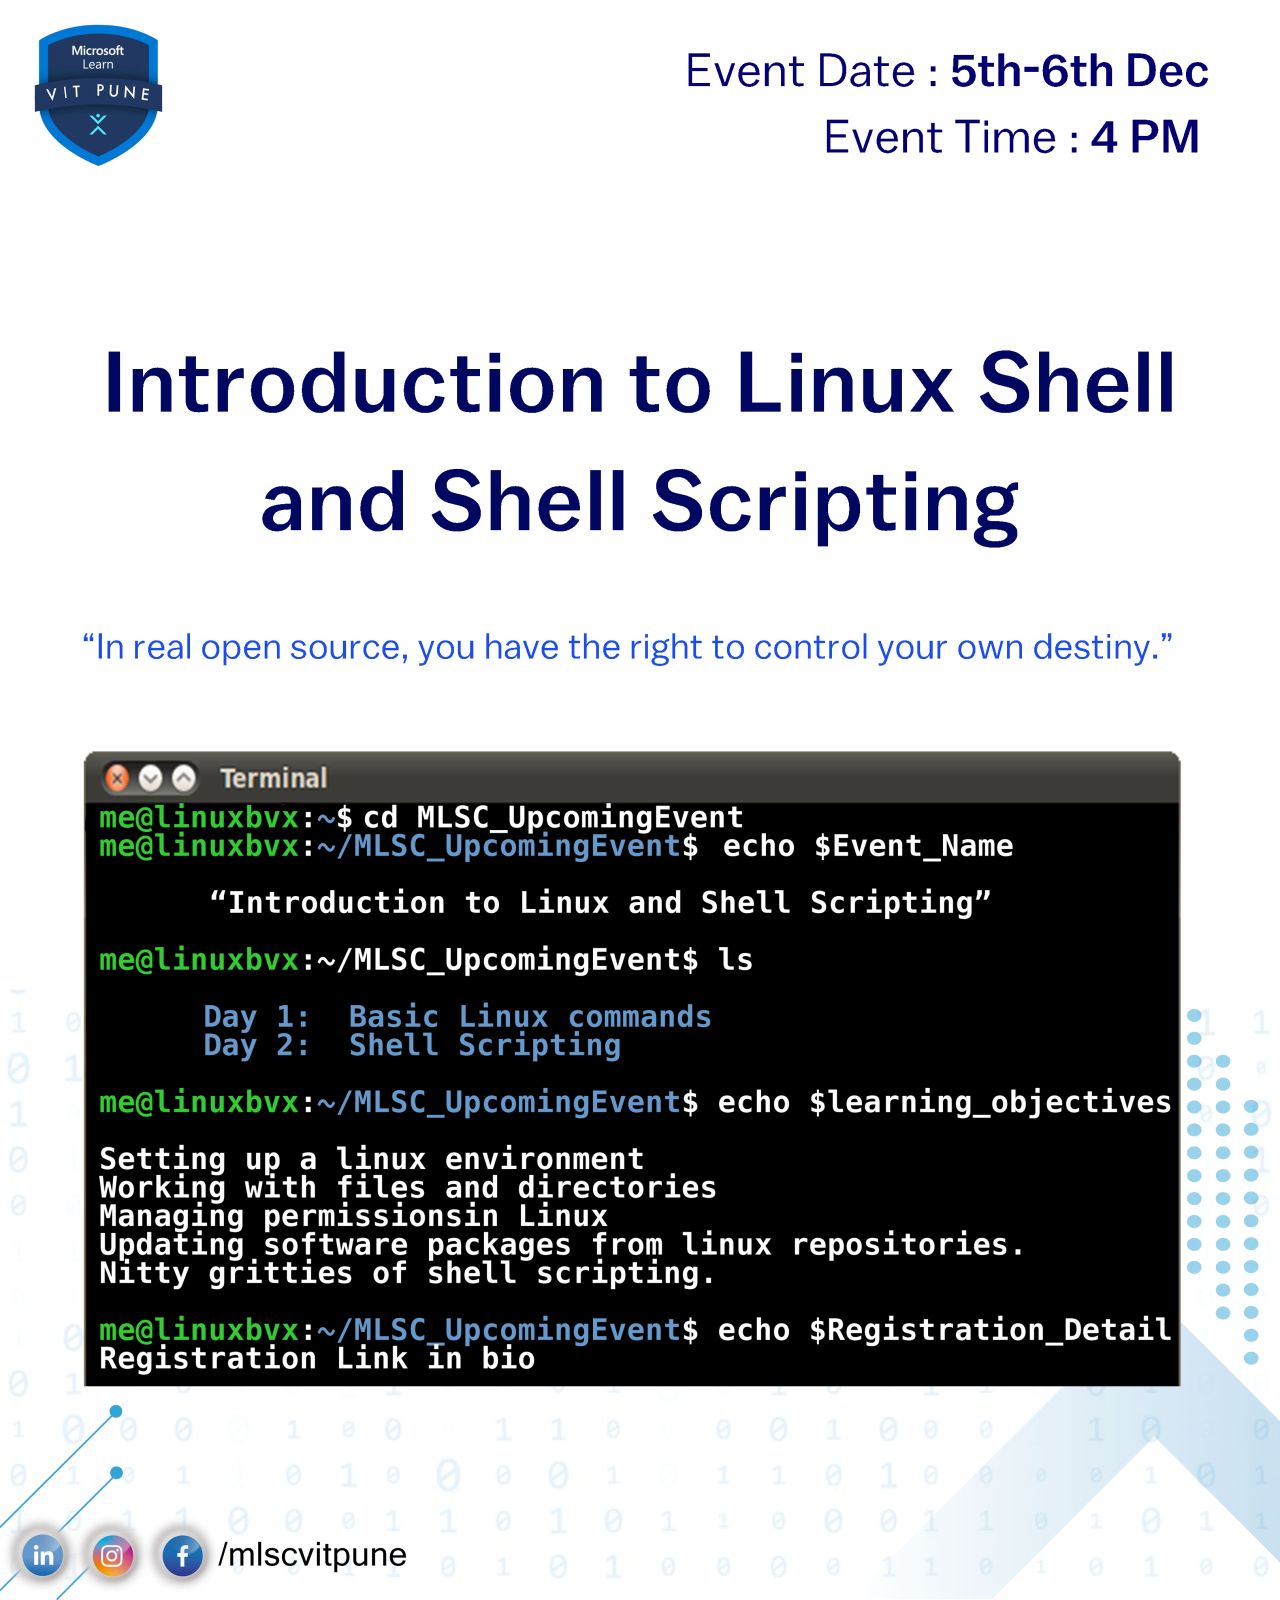 Microsoft
Learn
VIT PUNE
Event Date : 5th-6th Dec
Event Time : 4 PM
Introduction to Linux Shell
and Shell Scripting
“In real open source, you have the right to control your own destiny.”
Terminal
me@linuxbvx:~$ cd MLSC_UpcomingEvent
me@linuxbvx:~/MLSC_UpcomingEvent$ echo $Event_Name
“Introduction to Linux and Shell Scripting”
me@linuxbvx:~/MLSC_UpcomingEvent$ ls
Day 1: Basic Linux commands
Day 2: Shell Scripting
me@linuxbvx:~/MLSC_UpcomingEvent$ echo $learning_objectives
Setting up a linux environment
Working with files and directories
Managing permissionsin Linux
Updating software packages from linux repositories.
Nitty gritties of shell scripting.
me@linuxbvx:~/MLSC_UpcomingEvent$ echo $Registration_Detail
Registration Link in bio
in f /mlscvitpune